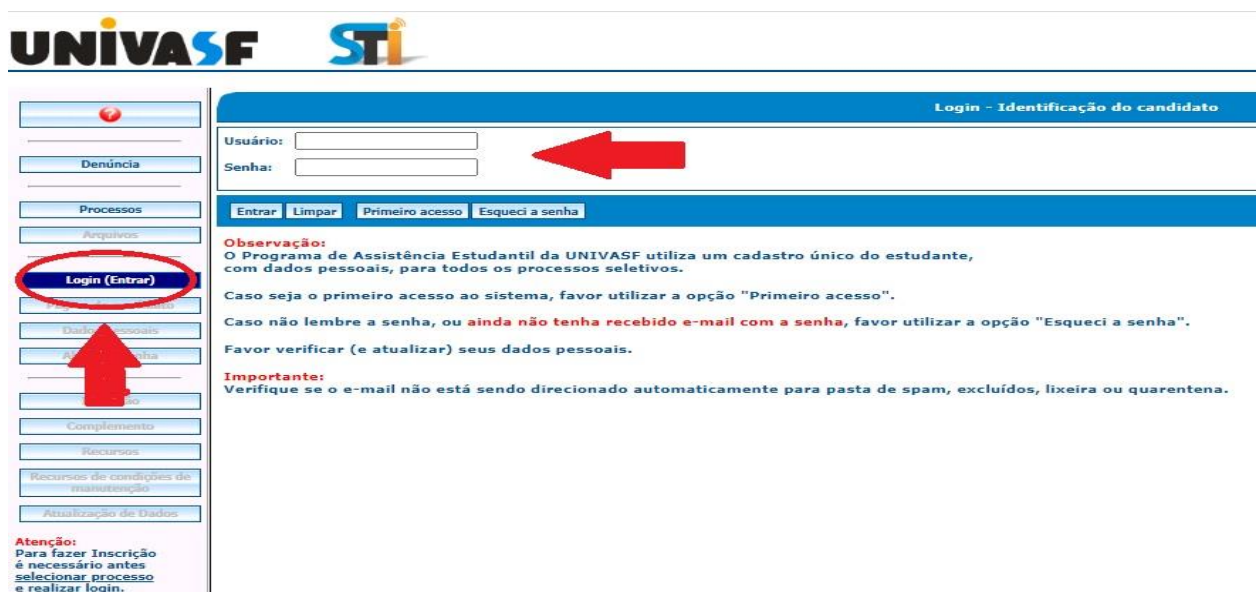 UNIVASF STI
Denúncia
Processos
Arquivos
Login (Entrar)
Complemento
Recursos
Recursos de condições de
manutenção
Atualização de Dados
Atenção:
Para fazer Inscrição
é necessário antes
selecionar processo
e realizar login.
Login - Identificação do candidato
Usuário:
Senha:
Entrar Limpar Primeiro acesso Esqueci a senha
Observação:
O Programa de Assistência Estudantil da UNIVASF utiliza um cadastro único do estudante,
com dados pessoais, para todos os processos seletivos.
Caso seja o primeiro acesso ao sistema, favor utilizar a opção "Primeiro acesso".
Caso não lembre a senha, ou ainda não tenha recebido e-mail com a senha, favor utilizar a opção "Esqueci a senha".
Favor verificar (e atualizar) seus dados pessoais.
Importante:
Verifique se o e-mail não está sendo direcionado automaticamente para pasta de spam, excluídos, lixeira ou quarentena.